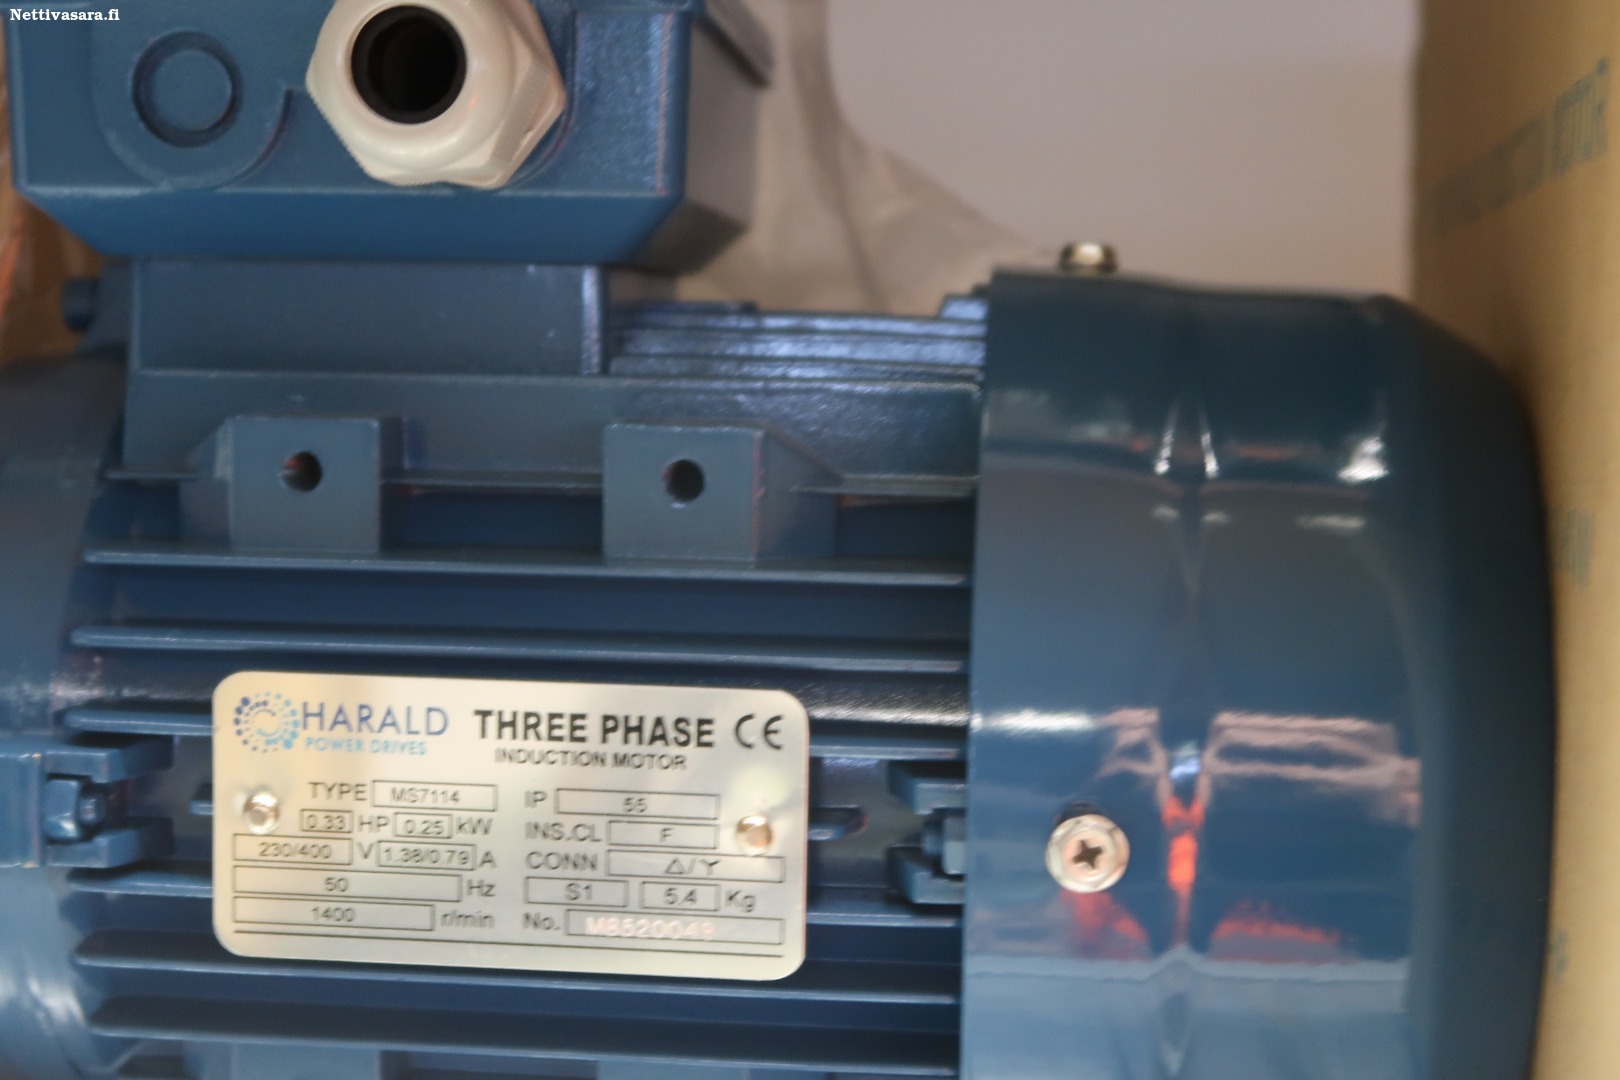 Nettivasara.fi
HARALD
POWER DRIVES
THREE PHASE CE
INDUCTION MOTOR
TYPE MS7114
0.33 HP 0.25 kW
230/400 V 1.38/0.79 A
50 Hz
1400 r/min
IP 55
INS.CL F
CONN △/Y
S1 5.4 Kg
No. MS520049
MOTOR